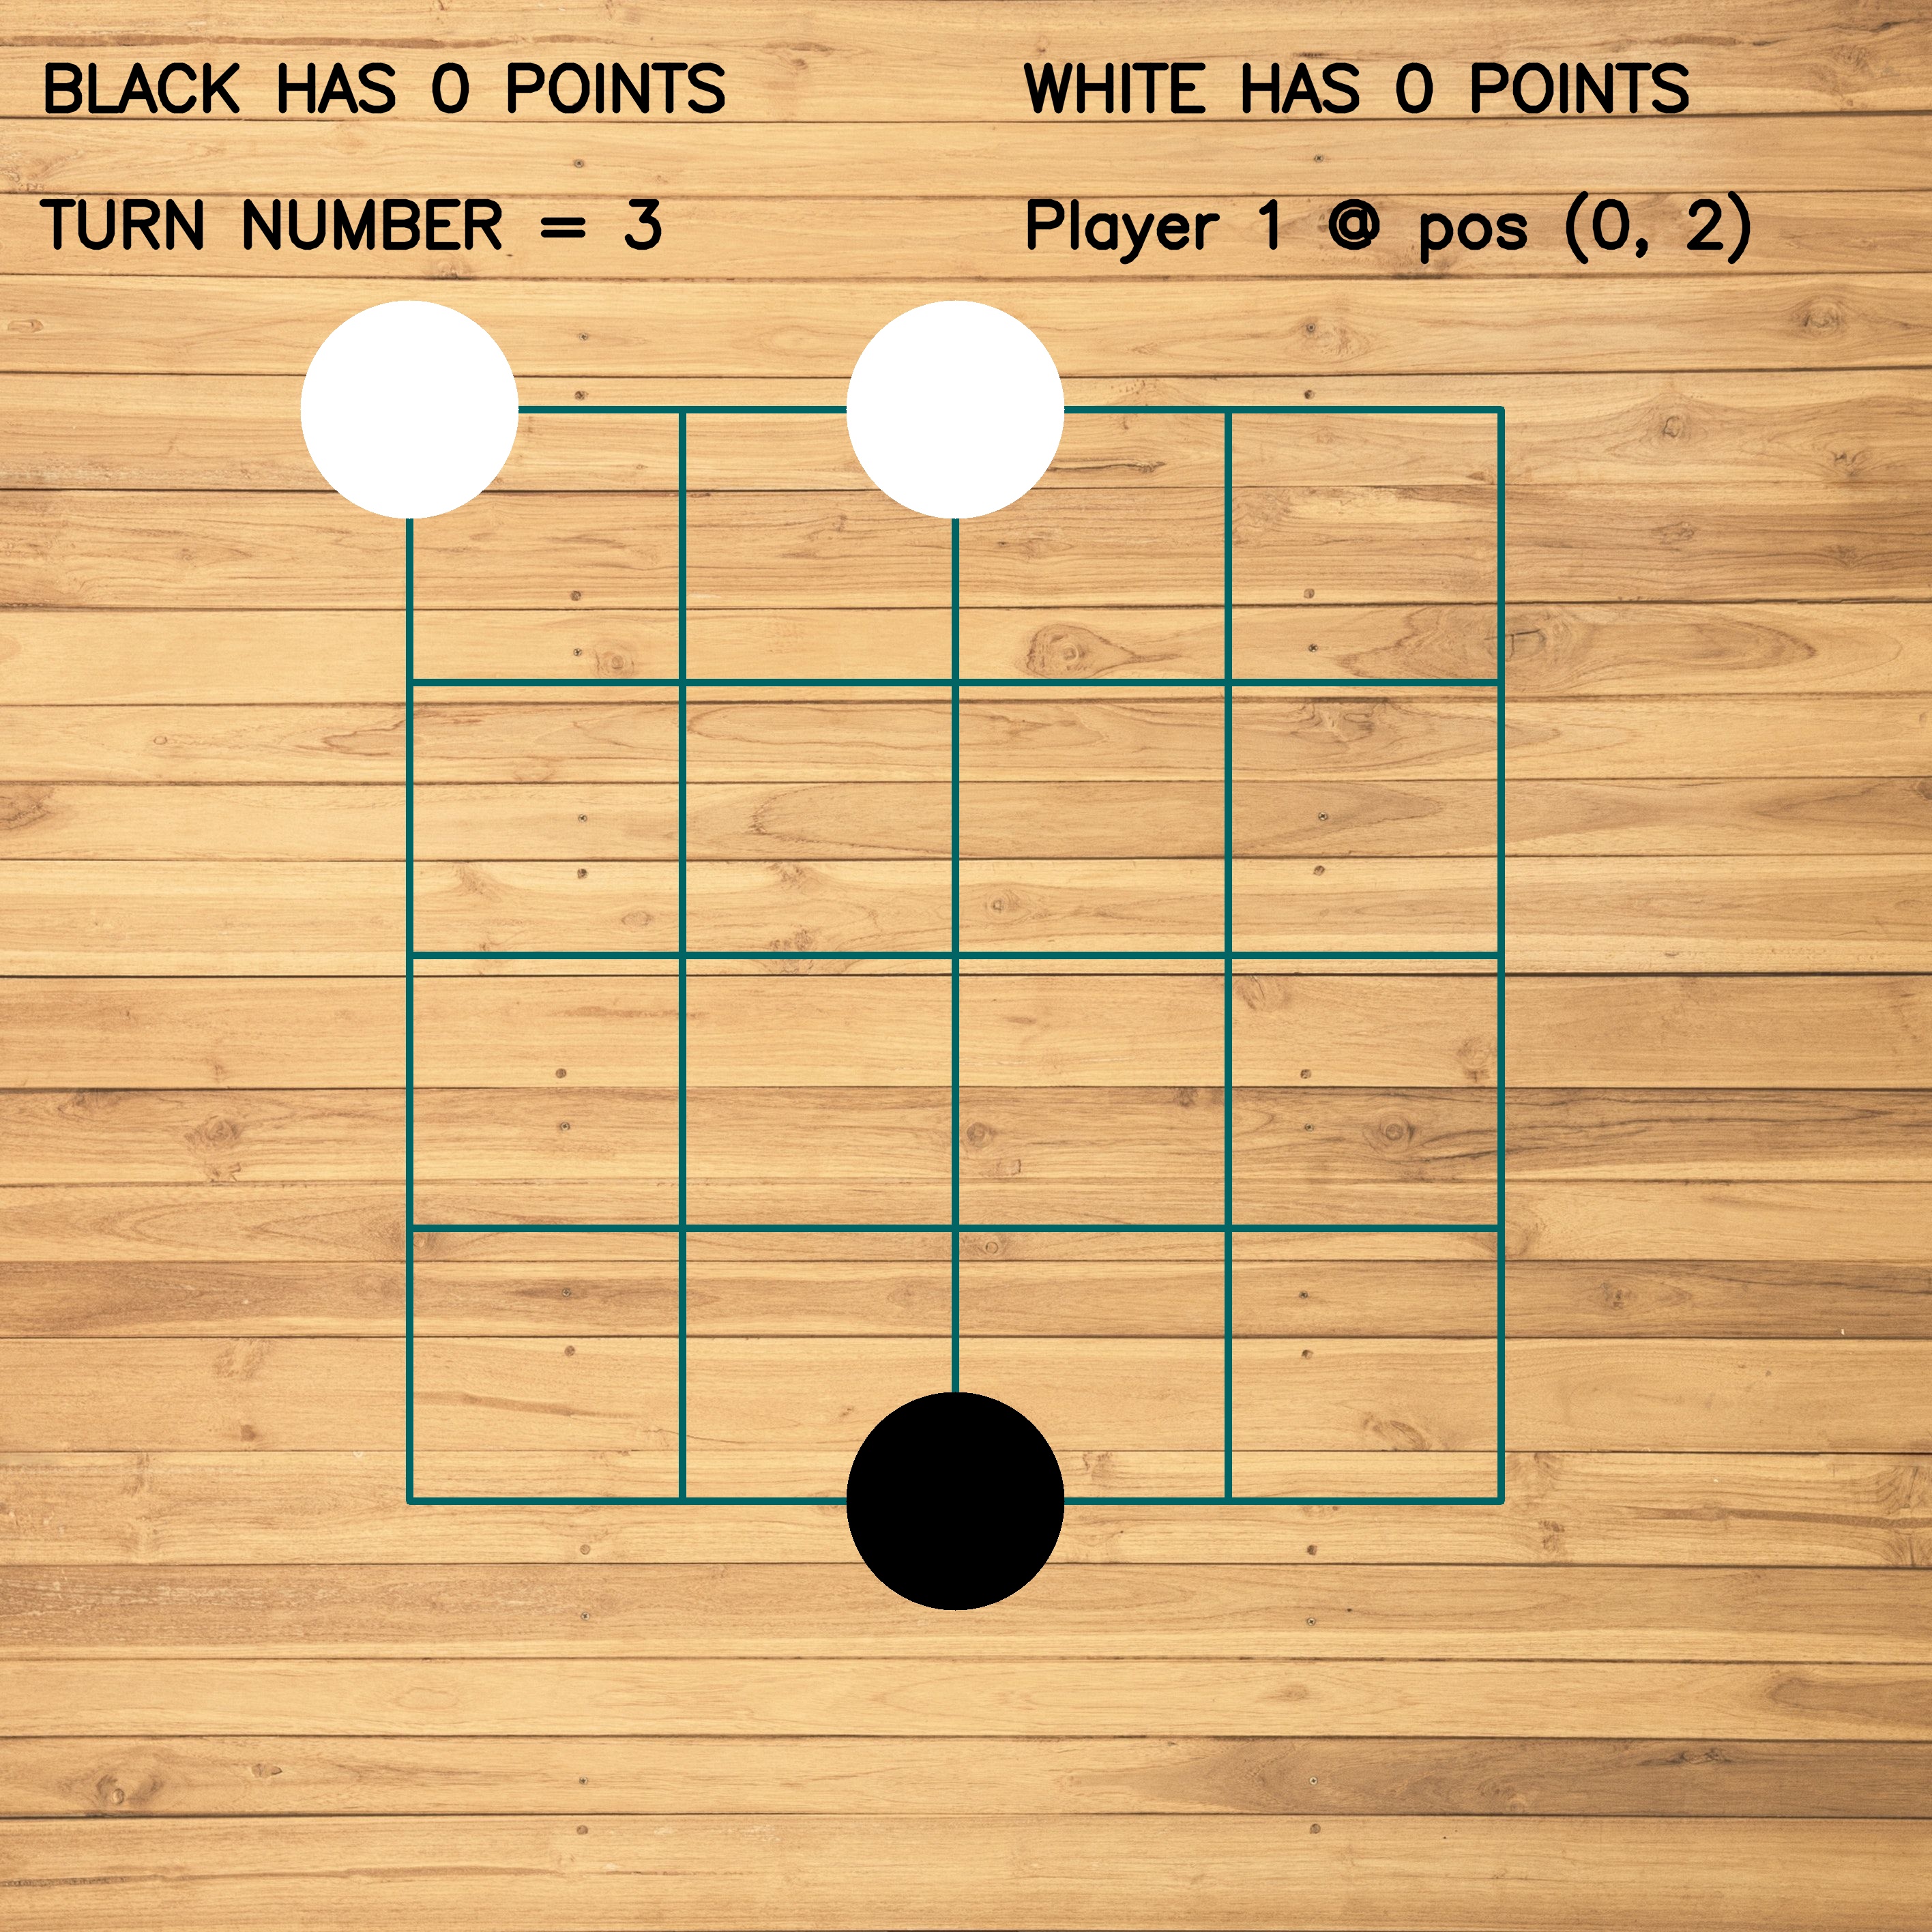 BLACK HAS 0 POINTS
WHITE HAS 0 POINTS
TURN NUMBER = 3
Player 1 @ pos (0, 2)